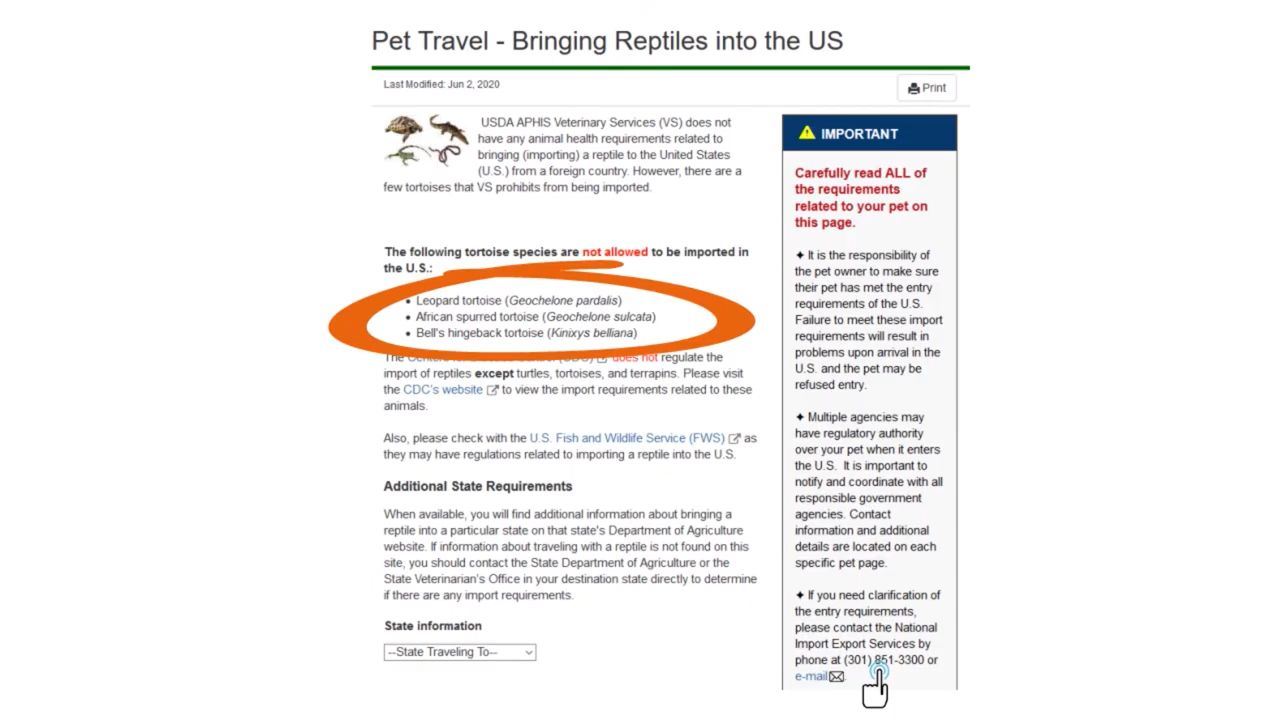 Pet Travel - Bringing Reptiles into the US
Last Modified: Jun 2, 2020
Print
USDA APHIS Veterinary Services (VS) does not
have any animal health requirements related to
bringing (importing) a reptile to the United States
(U.S.) from a foreign country. However, there are a
few tortoises that VS prohibits from being imported.
The following tortoise species are not allowed to be imported in
the U.S.:
• Leopard tortoise (Geochelone pardalis)
• African spurred tortoise (Geochelone sulcata)
• Bell's hingeback tortoise (Kinixys belliana)
The does not regulate the
import of reptiles except turtles, tortoises, and terrapins. Please visit
the CDC's website to view the import requirements related to these
animals.
Also, please check with the U.S. Fish and Wildlife Service (FWS) as
they may have regulations related to importing a reptile into the U.S.
Additional State Requirements
When available, you will find additional information about bringing a
reptile into a particular state on that state's Department of Agriculture
website. If information about traveling with a reptile is not found on this
site, you should contact the State Department of Agriculture or the
State Veterinarian's Office in your destination state directly to determine
if there are any import requirements.
State information
--State Traveling To--
IMPORTANT
Carefully read ALL of
the requirements
related to your pet on
this page.
✦ It is the responsibility of
the pet owner to make sure
their pet has met the entry
requirements of the U.S.
Failure to meet these import
requirements will result in
problems upon arrival in the
U.S. and the pet may be
refused entry.
✦ Multiple agencies may
have regulatory authority
over your pet when it enters
the U.S. It is important to
notify and coordinate with all
responsible government
agencies. Contact
information and additional
details are located on each
specific pet page.
✦ If you need clarification of
the entry requirements,
please contact the National
Import Export Services by
phone at (301) 851-3300 or
e-mail.